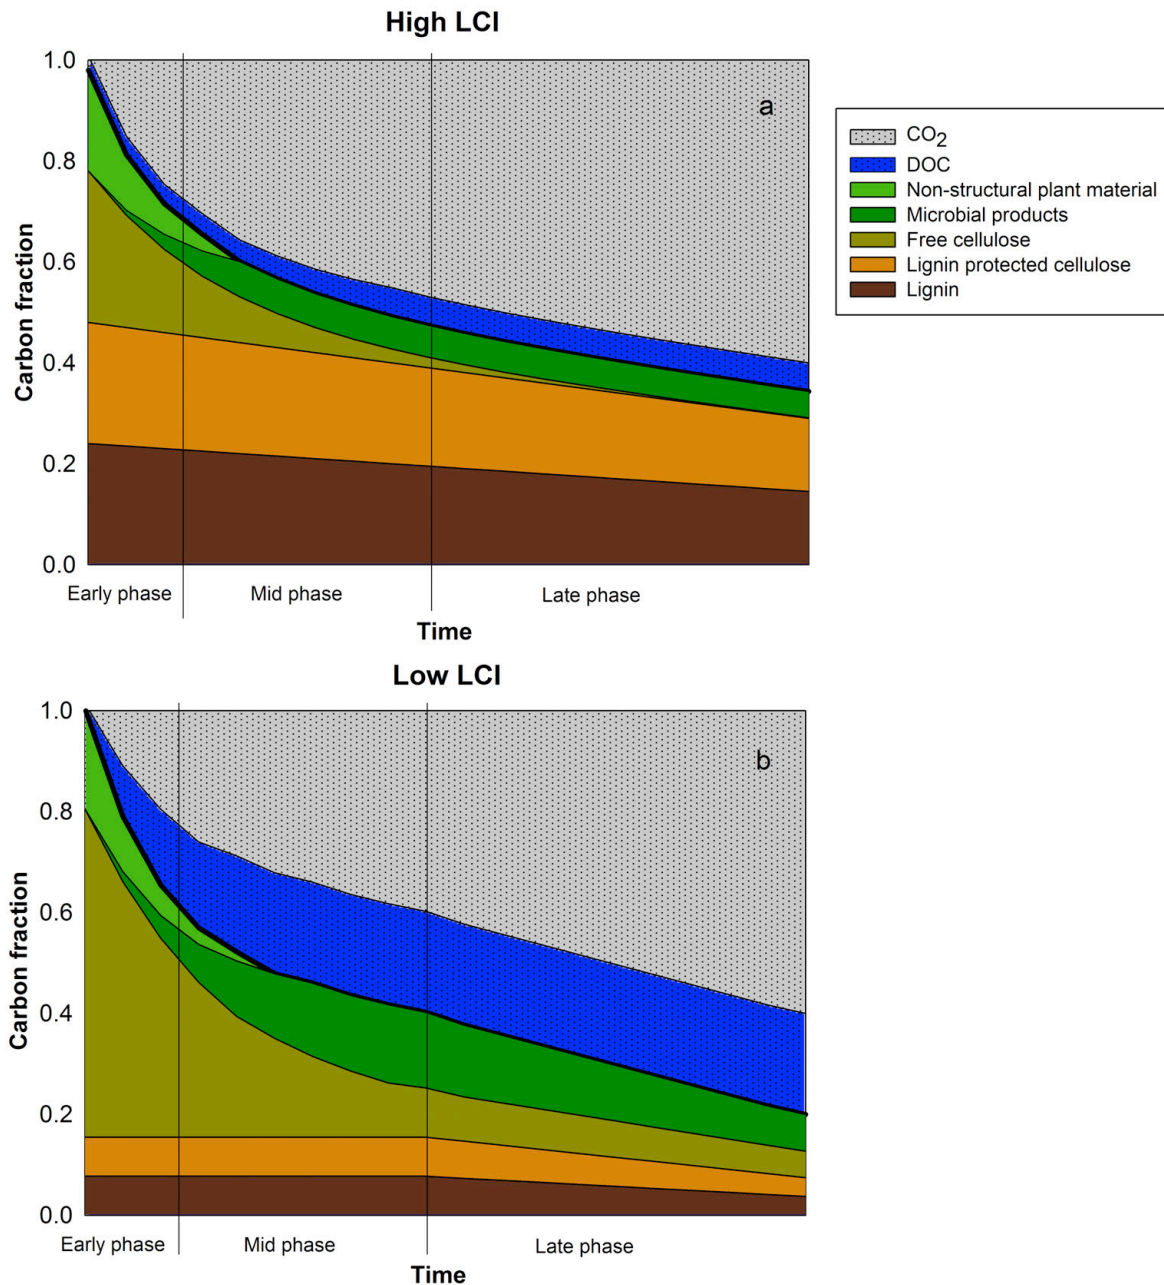 High LCI
a
Carbon fraction
1.0
0.8
0.6
0.4
0.2
0.0
Early phase
Mid phase
Late phase
Time
CO2
DOC
Non-structural plant material
Microbial products
Free cellulose
Lignin protected cellulose
Lignin
Low LCI
b
Carbon fraction
1.0
0.8
0.6
0.4
0.2
0.0
Early phase
Mid phase
Late phase
Time